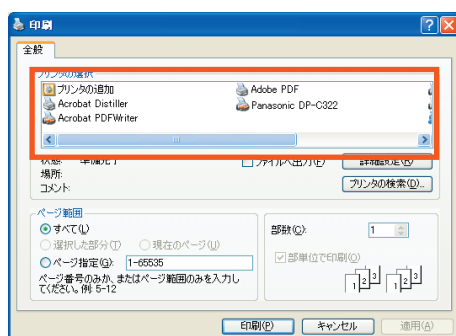 印刷
全般
プリンタの選択
プリンタの追加
Adobe PDF
Acrobat Distiller
Panasonic DP-C322
Acrobat PDFWriter
状態: 準備完了
ファイルへ出力(F)
詳細設定(R)
場所:
コメント:
プリンタの検索(D)...
ページ範囲
すべて(L)
選択した部分(T)
現在のページ(U)
ページ指定(G):
1-65535
ページ番号のみか、またはページ範囲のみを入力し
てください。例: 5-12
部数(C):
1
部単位で印刷(O)
1 2 3
1 2 3
印刷(P)
キャンセル
適用(A)